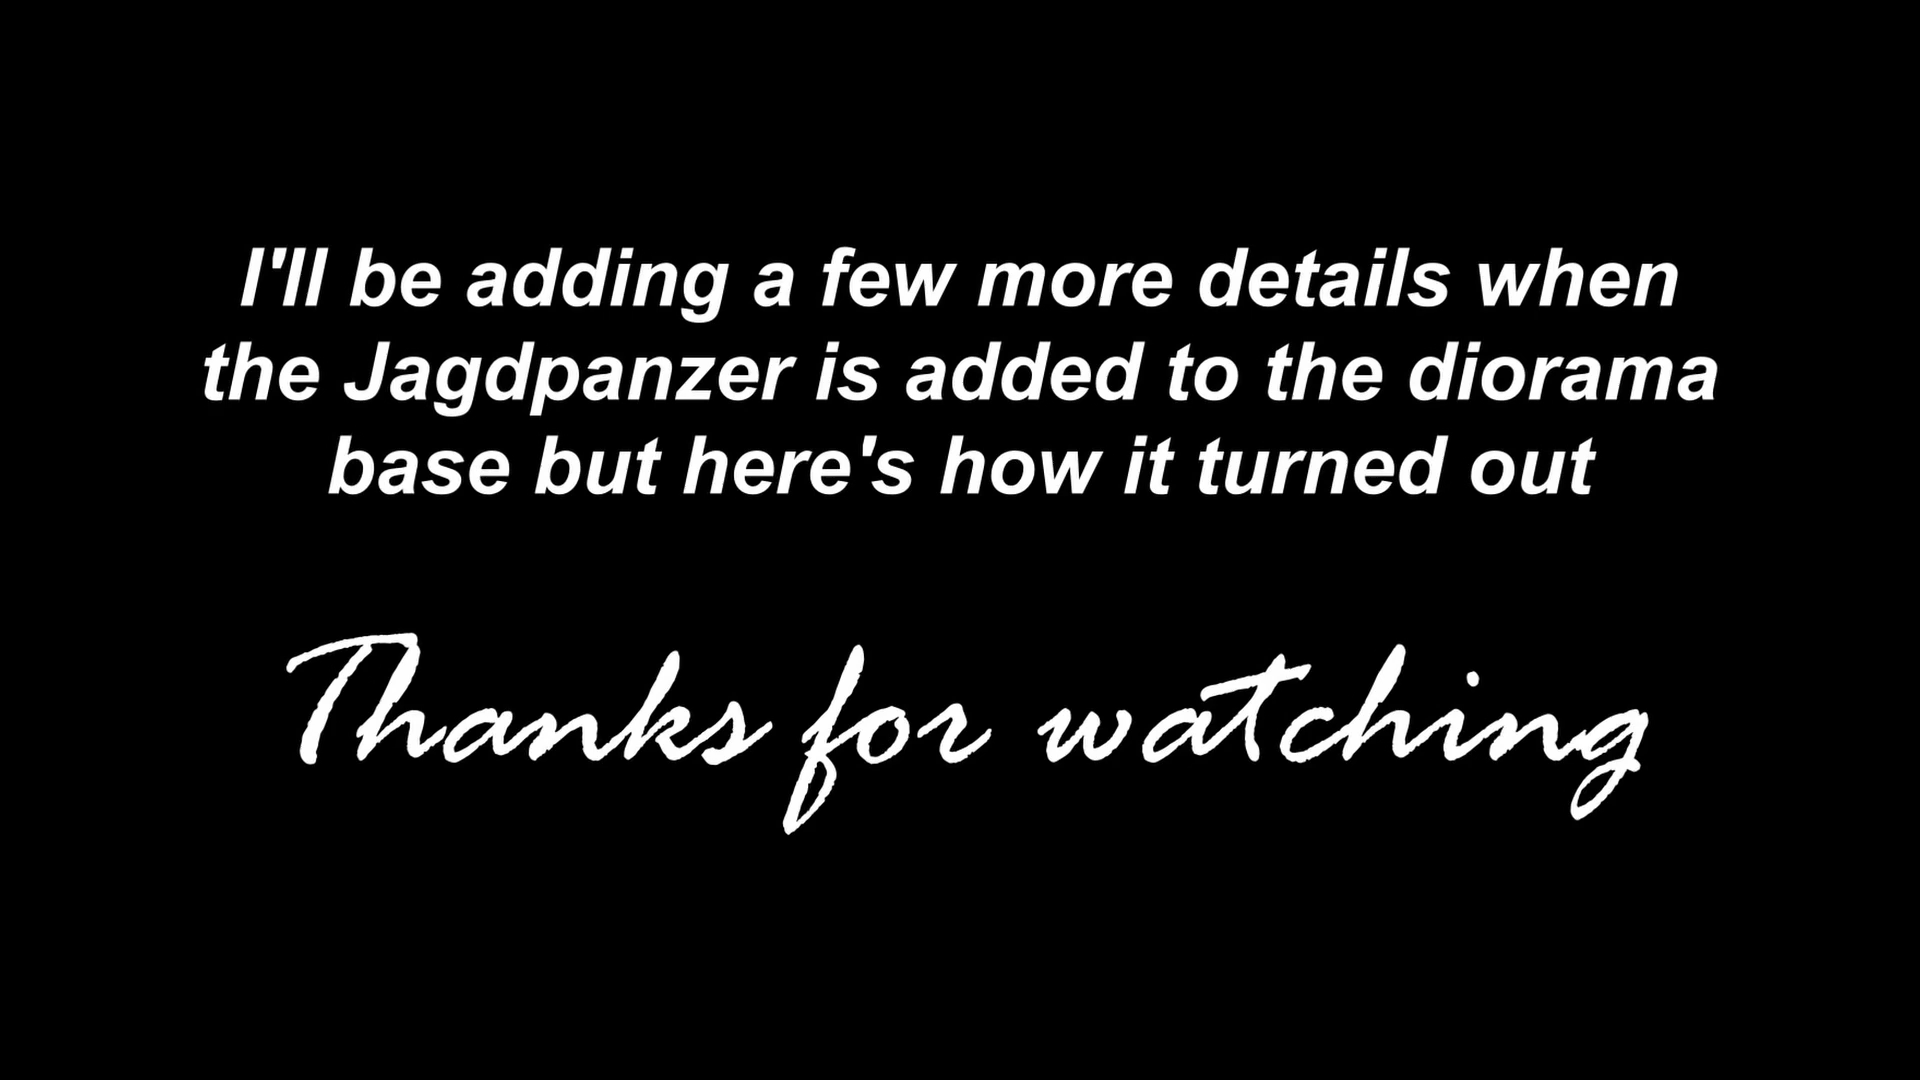 I'll be adding a few more details when
the Jagdpanzer is added to the diorama
base but here's how it turned out
Thanks for watching